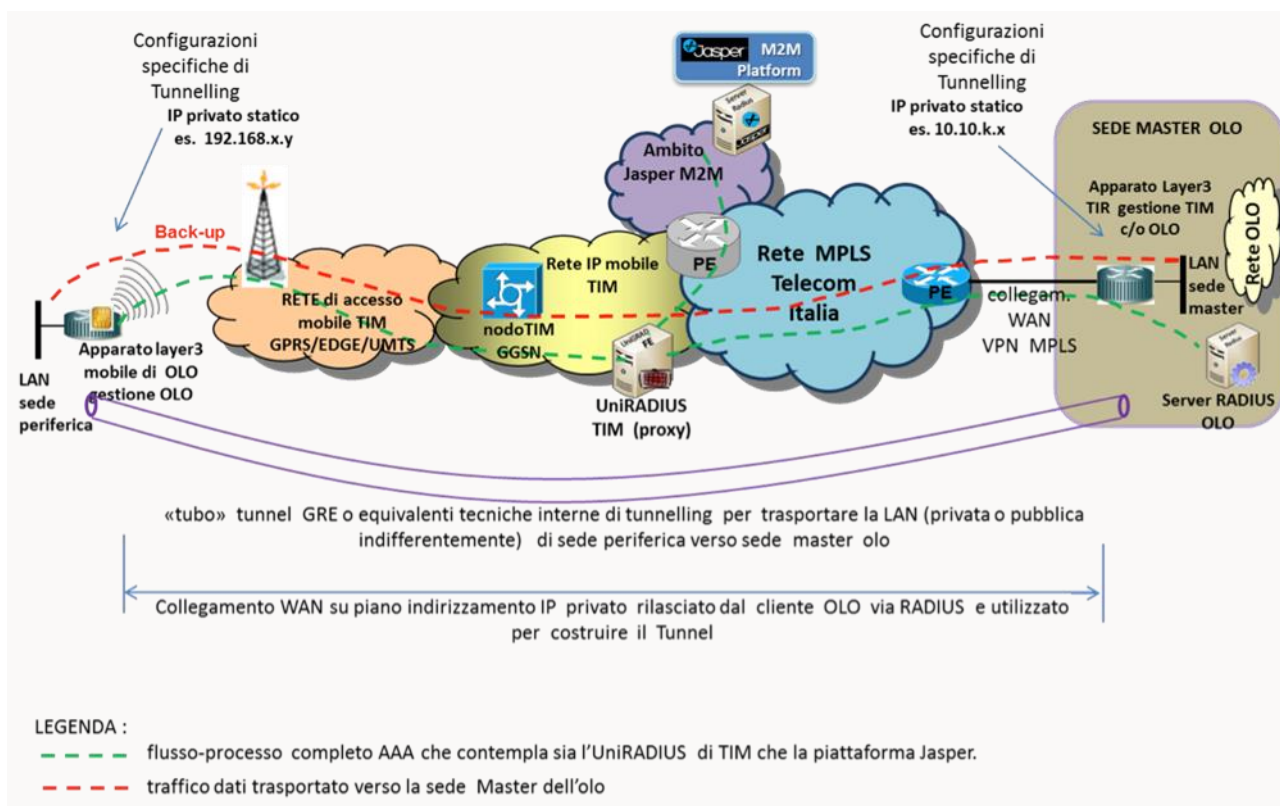 Configurazioni
specifiche di
Tunnelling
IP privato statico
es. 192.168.x.y
Jasper M2M
Platform
Server
Radius
Jasper
Ambito
Jasper M2M
Configurazioni
specifiche di
Tunnelling
IP privato statico
es. 10.10.k.x
SEDE MASTER OLO
Apparato Layer3
TIR gestione TIM
c/o OLO
Rete OLO
Back-up
LAN
sede
periferica
Apparato layer3
mobile di OLO
gestione OLO
RETE di accesso
mobile TIM
GPRS/EDGE/UMTS
Rete IP mobile
TIM
nodoTIM
GGSN
PE
UniRADIUS
TIM (proxy)
Rete MPLS
Telecom
Italia
PE
collegam.
WAN
VPN MPLS
LAN
sede
master
Server
Radius
Server RADIUS
OLO
«tubo» tunnel GRE o equivalenti tecniche interne di tunnelling per trasportare la LAN (privata o pubblica
indifferentemente) di sede periferica verso sede master olo
Collegamento WAN su piano indirizzamento IP privato rilasciato dal cliente OLO via RADIUS e utilizzato
per costruire il Tunnel
LEGENDA :
flusso-processo completo AAA che contempla sia l'UniRADIUS di TIM che la piattaforma Jasper.
traffico dati trasportato verso la sede Master dell'olo